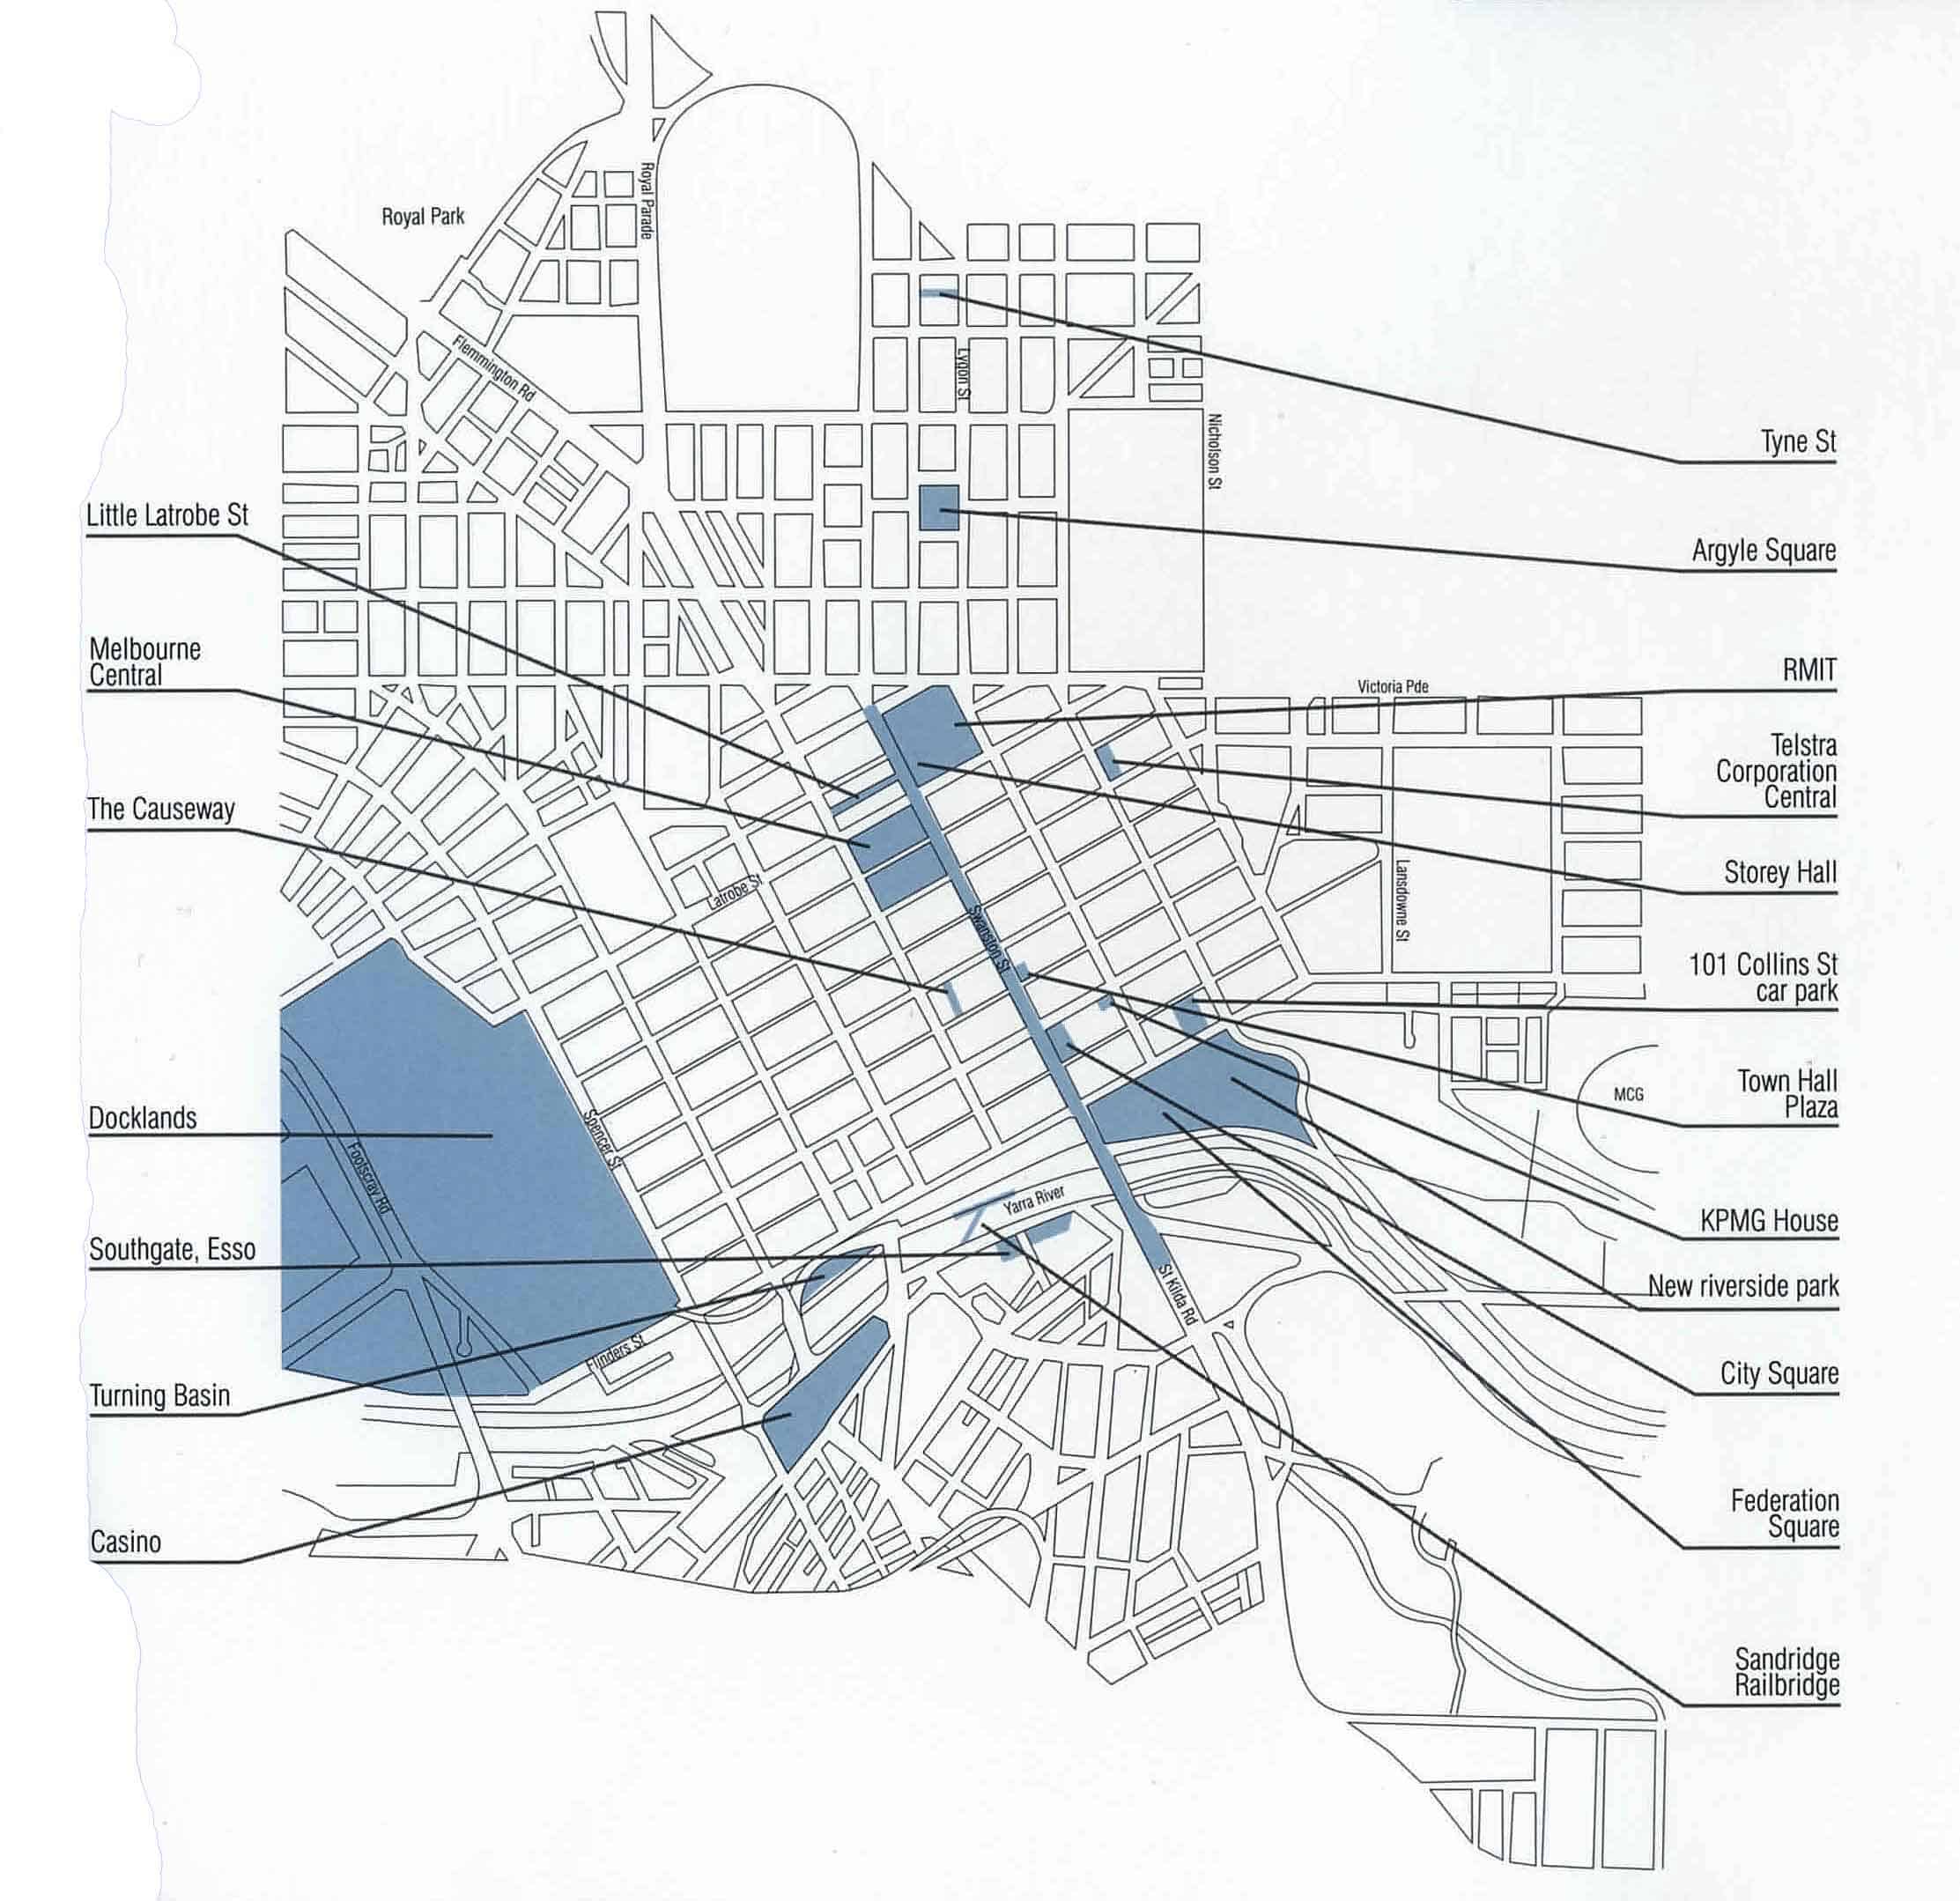 Royal Park
Royal Parade
Flemmington Rd
Lygon St
Nicholson St
Tyne St
Argyle Square
Little Latrobe St
Melbourne
Central
RMIT
Victoria Pde
Telstra
Corporation
Central
The Causeway
Storey Hall
Latrobe St
Lansdowne St
Swanston St
101 Collins St
car park
Docklands
Town Hall
Plaza
MCG
Spencer St
Footscray Rd
Yarra River
KPMG House
Southgate, Esso
New riverside park
St Kilda Rd
Flinders St
Turning Basin
City Square
Federation
Square
Casino
Sandridge
Railbridge